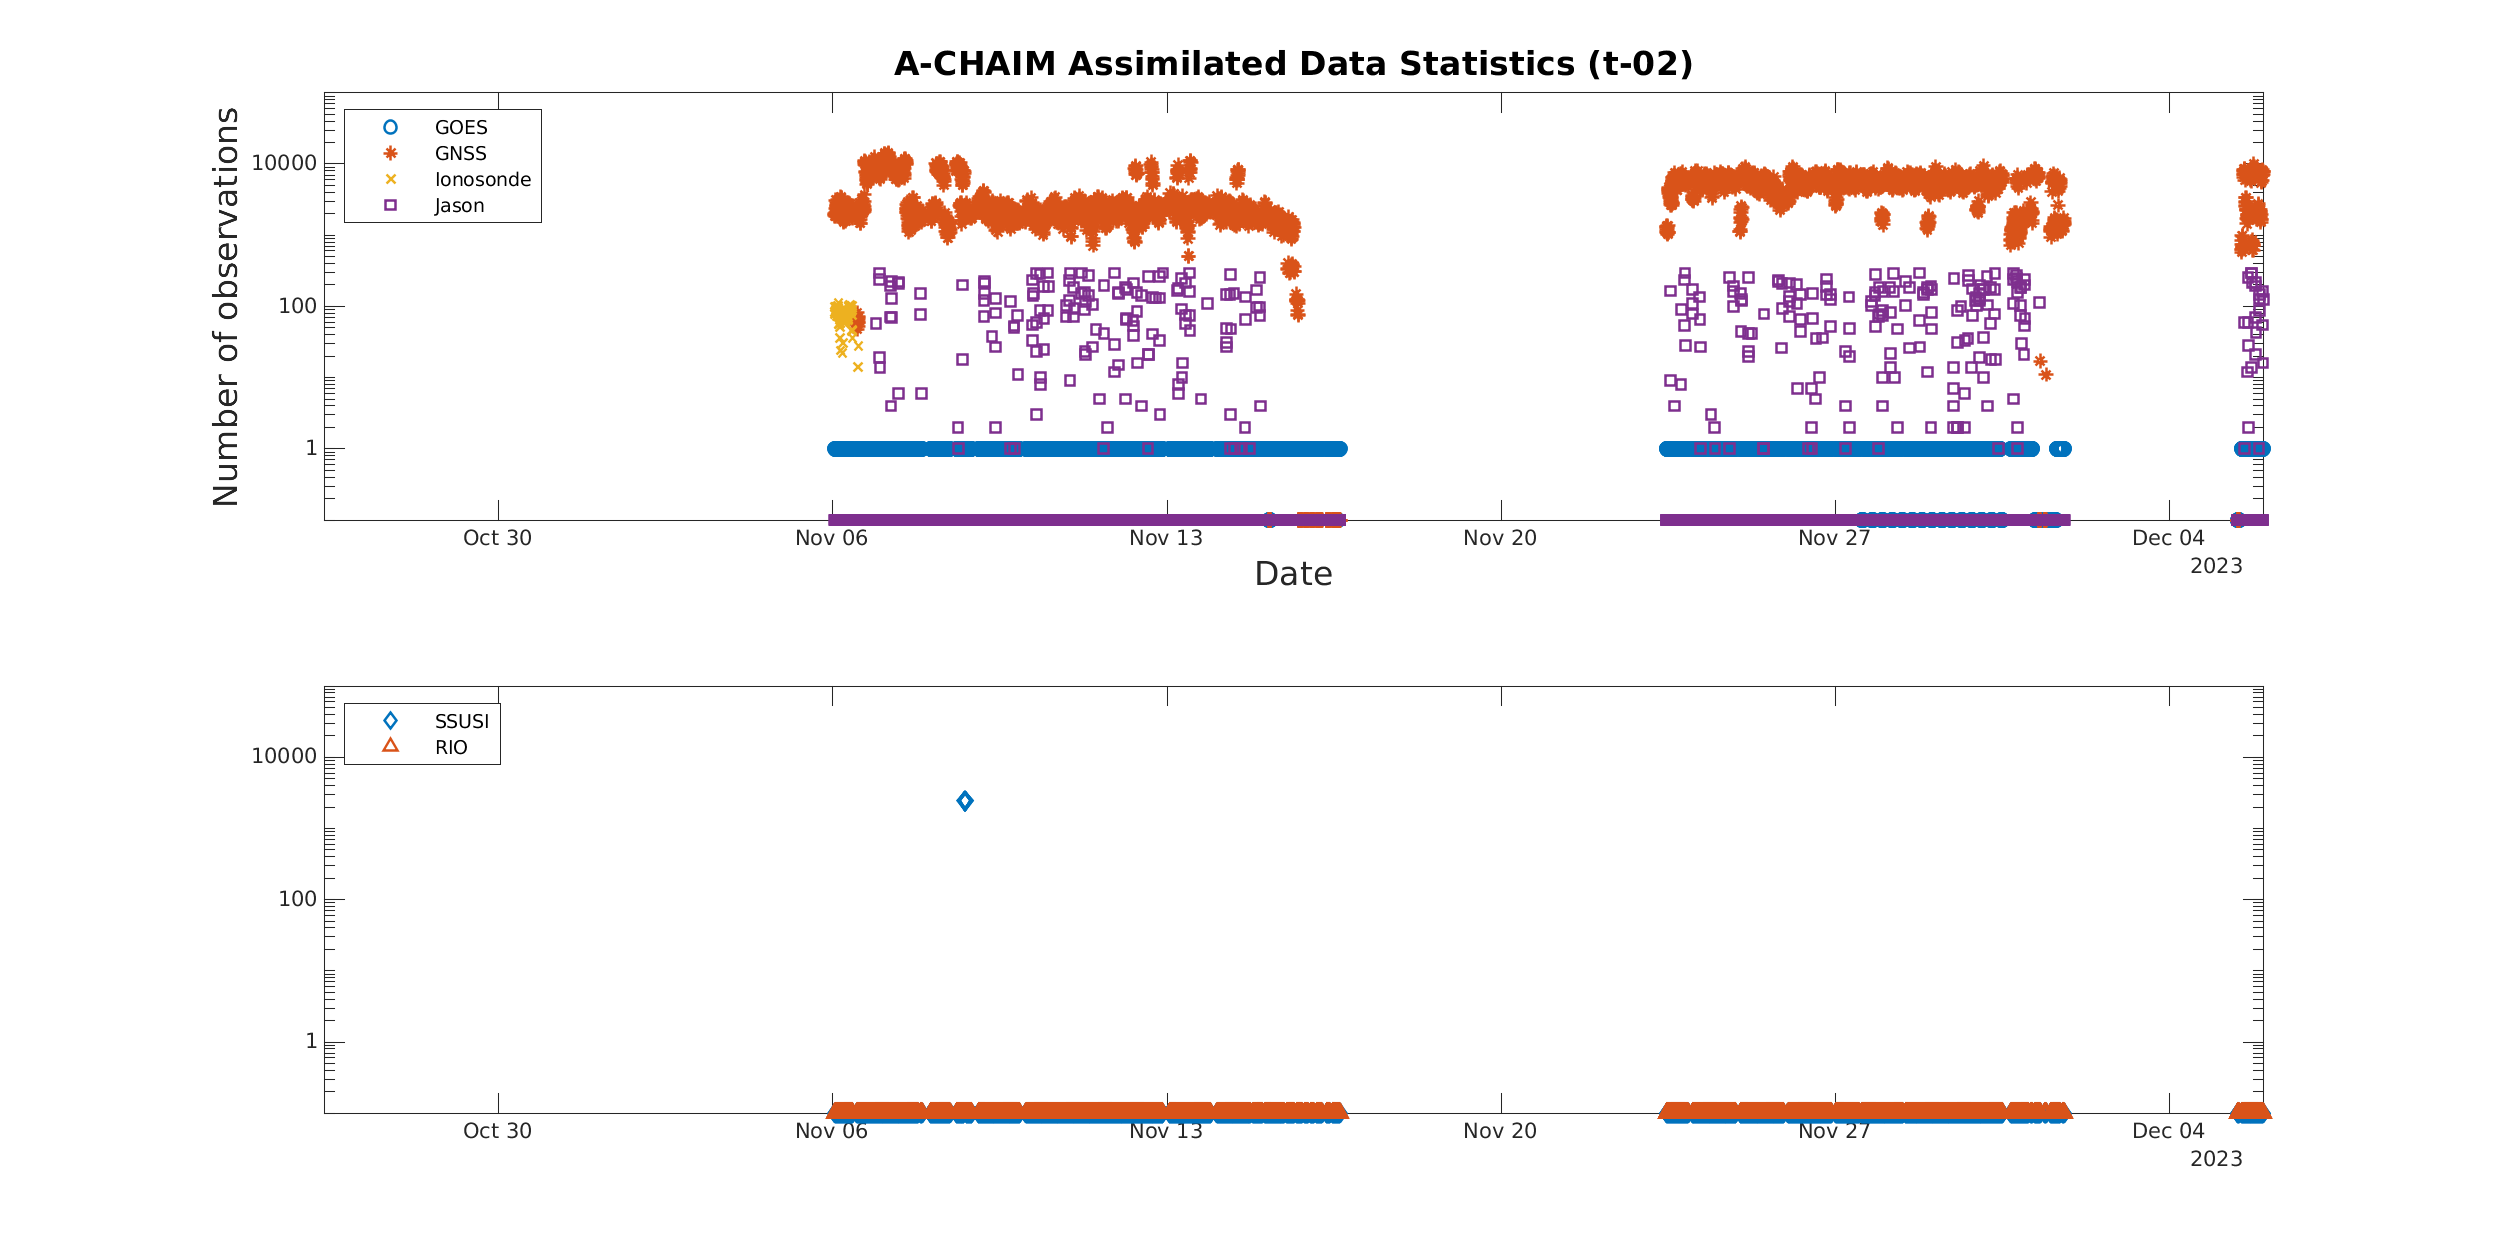 A-CHAIM Assimilated Data Statistics (t-02)
Number of observations
10000
100
1
GOES
GNSS
Ionosonde
Jason
Oct 30
Nov 06
Nov 13
Nov 20
Nov 27
Dec 04
2023
Date
10000
100
1
SSUSI
RIO
Oct 30
Nov 06
Nov 13
Nov 20
Nov 27
Dec 04
2023